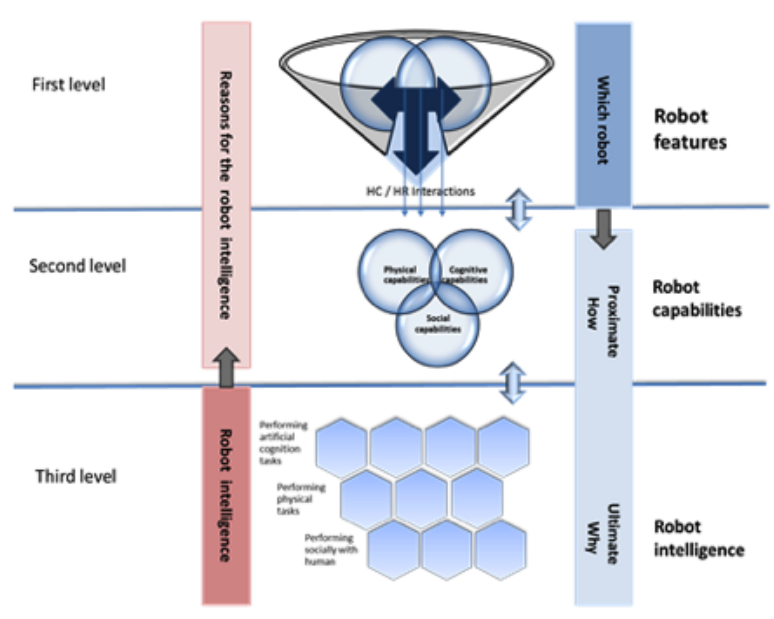 First level
Reasons for the robot intelligence
HC / HR Interactions
Which robot
Robot
features
Second level
Physical
capabilities
Cognitive
capabilities
Social
capabilities
Proximate
How
Robot
capabilities
Third level
Robot intelligence
Performing
artificial
cognition
tasks
Performing
physical
tasks
Performing
socially with
human
Ultimate
Why
Robot
intelligence